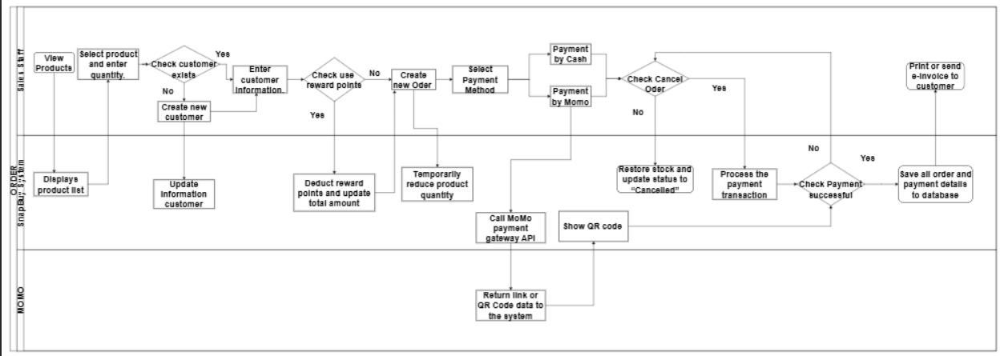 ORDER
Sales Staff
View
Products
Select product
and enter
quantity.
Check customer
exists
Yes
No
Create new
customer
Enter
customer
Information.
Check use
reward points
No
Yes
Create
new Oder
Select
Payment
Method
Payment
by Cash
Payment
by Momo
Check Cancel
Oder
Yes
No
Print or send
e-Invoice to
customer
SnapBuy System
Displays
product list
Update
Information
customer
Deduct reward
points and update
total amount
Temporarily
reduce product
quantity
Call MoMo
payment
gateway API
Show QR code
Restore stock and
update status to
“Cancelled”
Process the
payment
transaction
Check Payment
successful
No
Yes
Save all order and
payment details
to database
MOMO
Return link or
QR Code data to
the system